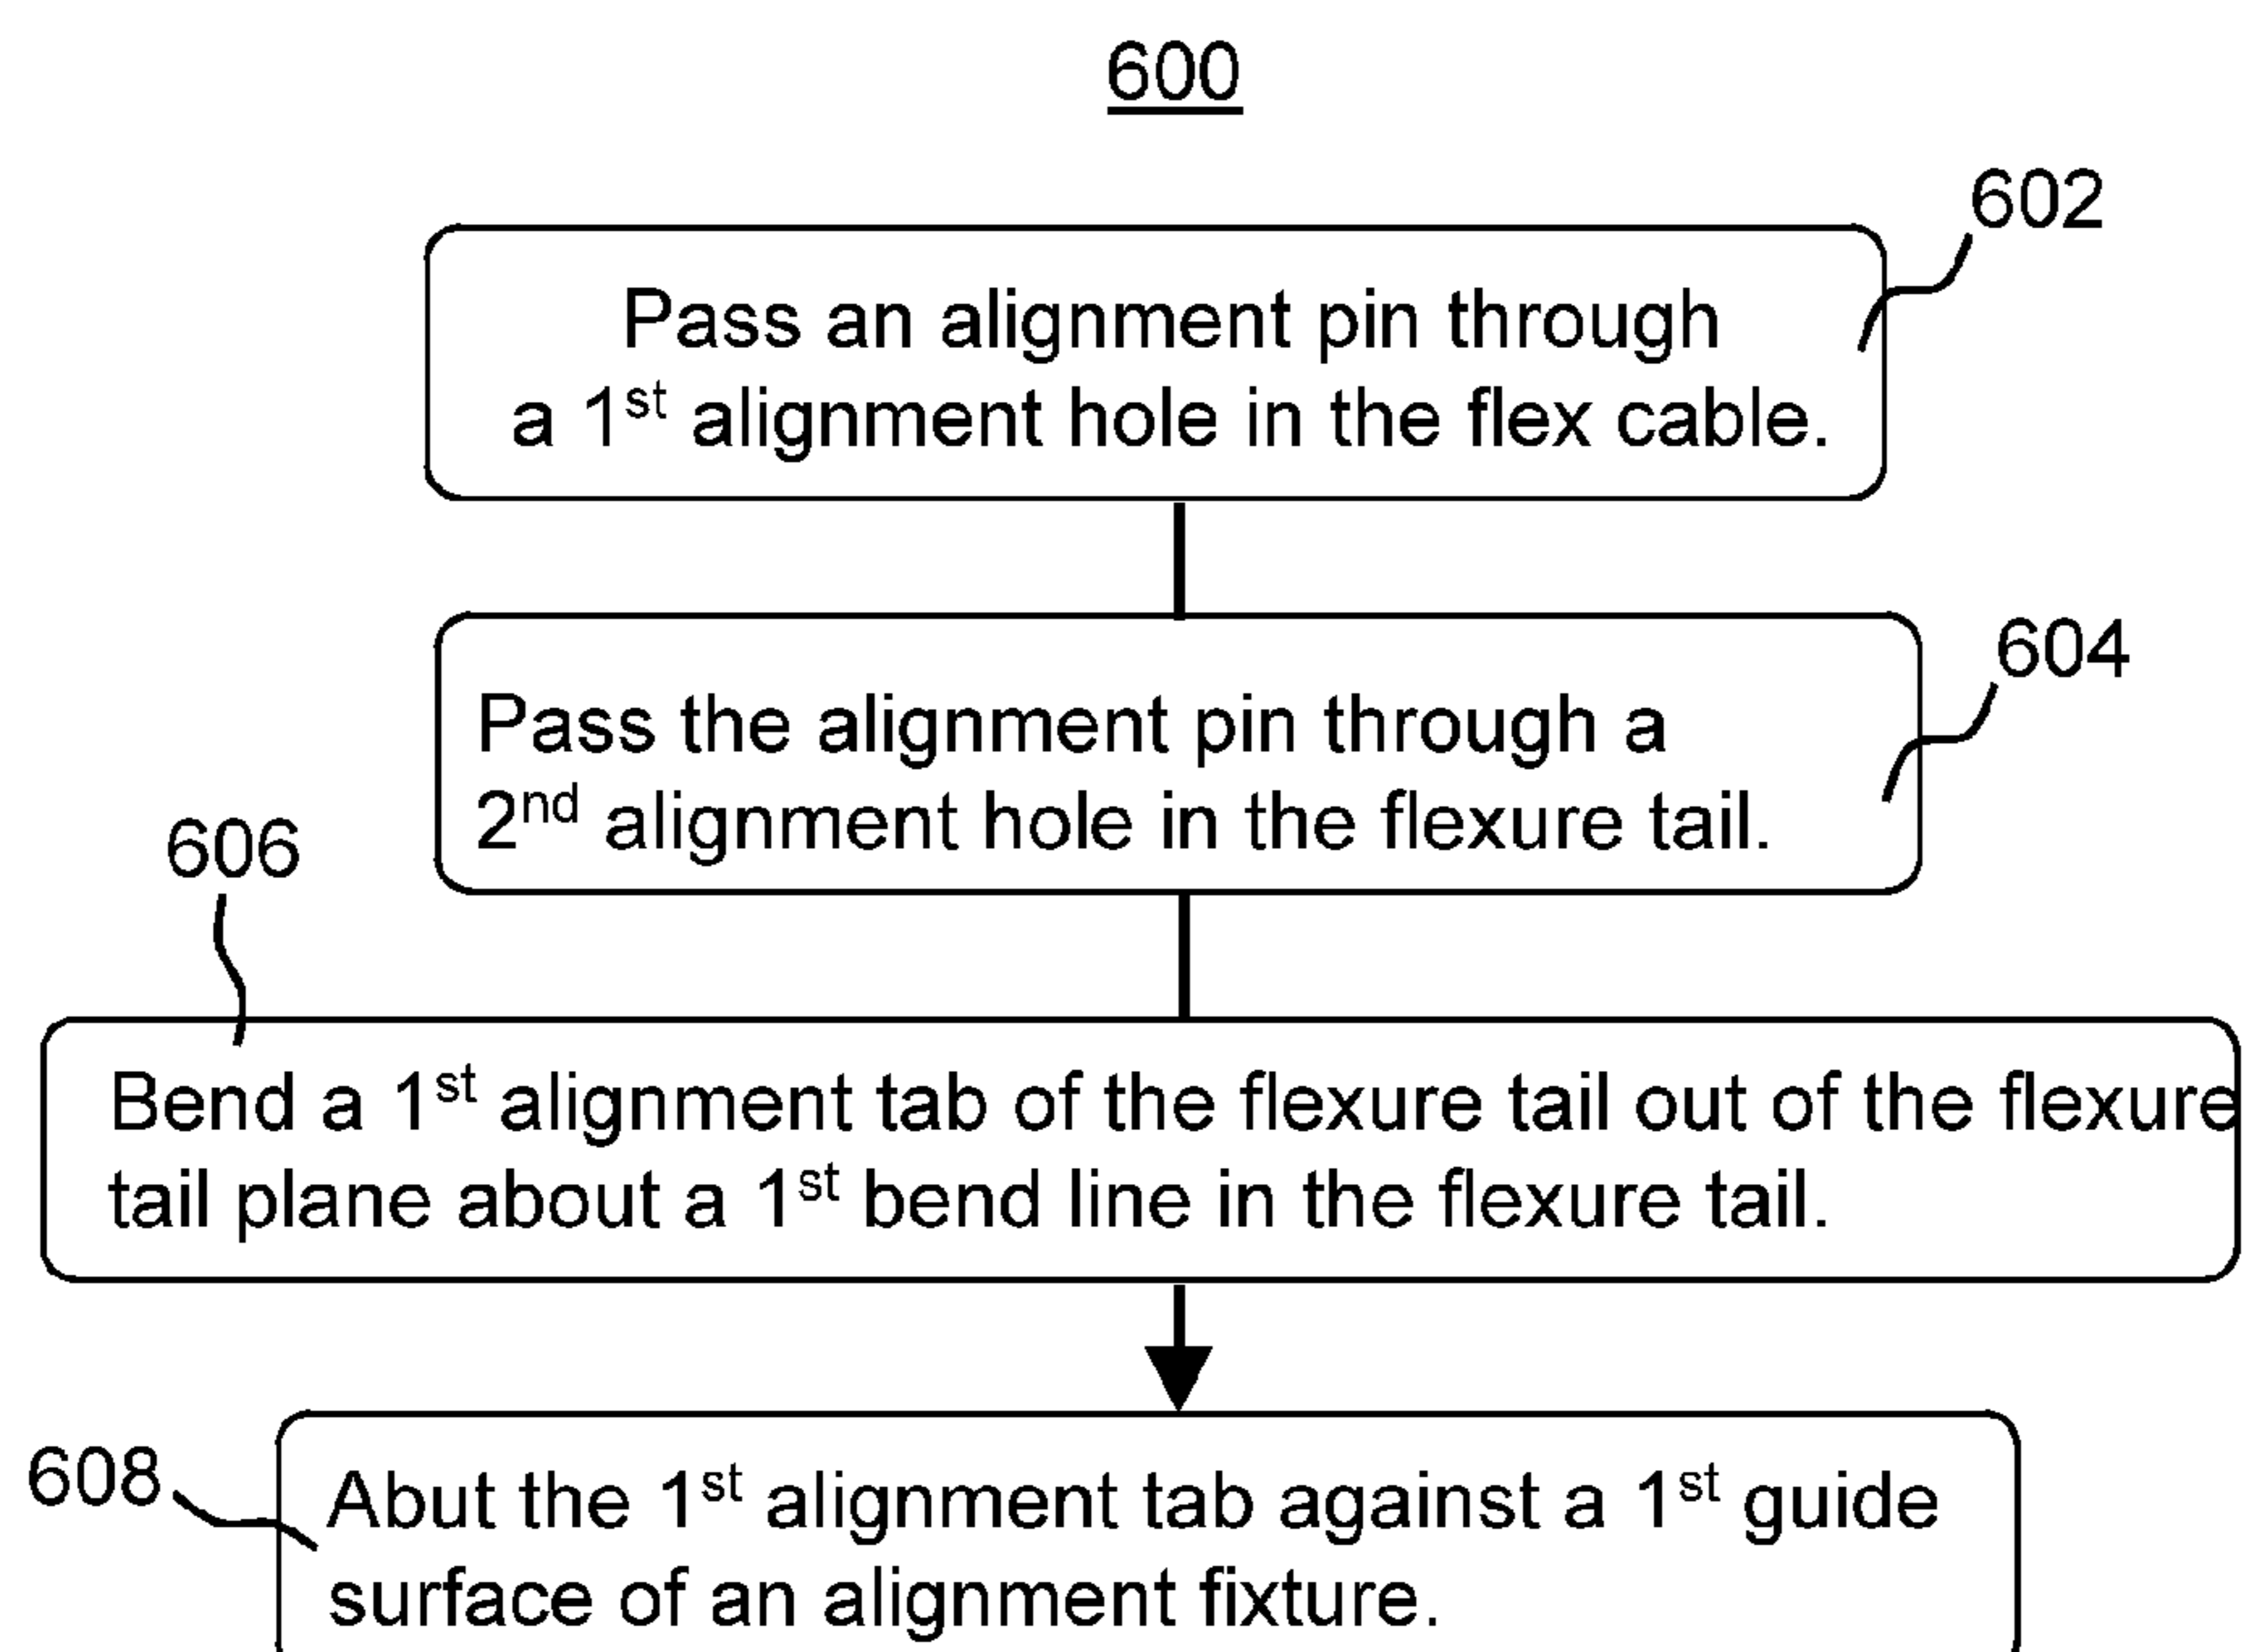 600
602
Pass an alignment pin through
a 1st alignment hole in the flex cable.
604
Pass the alignment pin through a
2nd alignment hole in the flexure tail.
606
Bend a 1st alignment tab of the flexure tail out of the flexure
tail plane about a 1st bend line in the flexure tail.
608
Abut the 1st alignment tab against a 1st guide
surface of an alignment fixture.